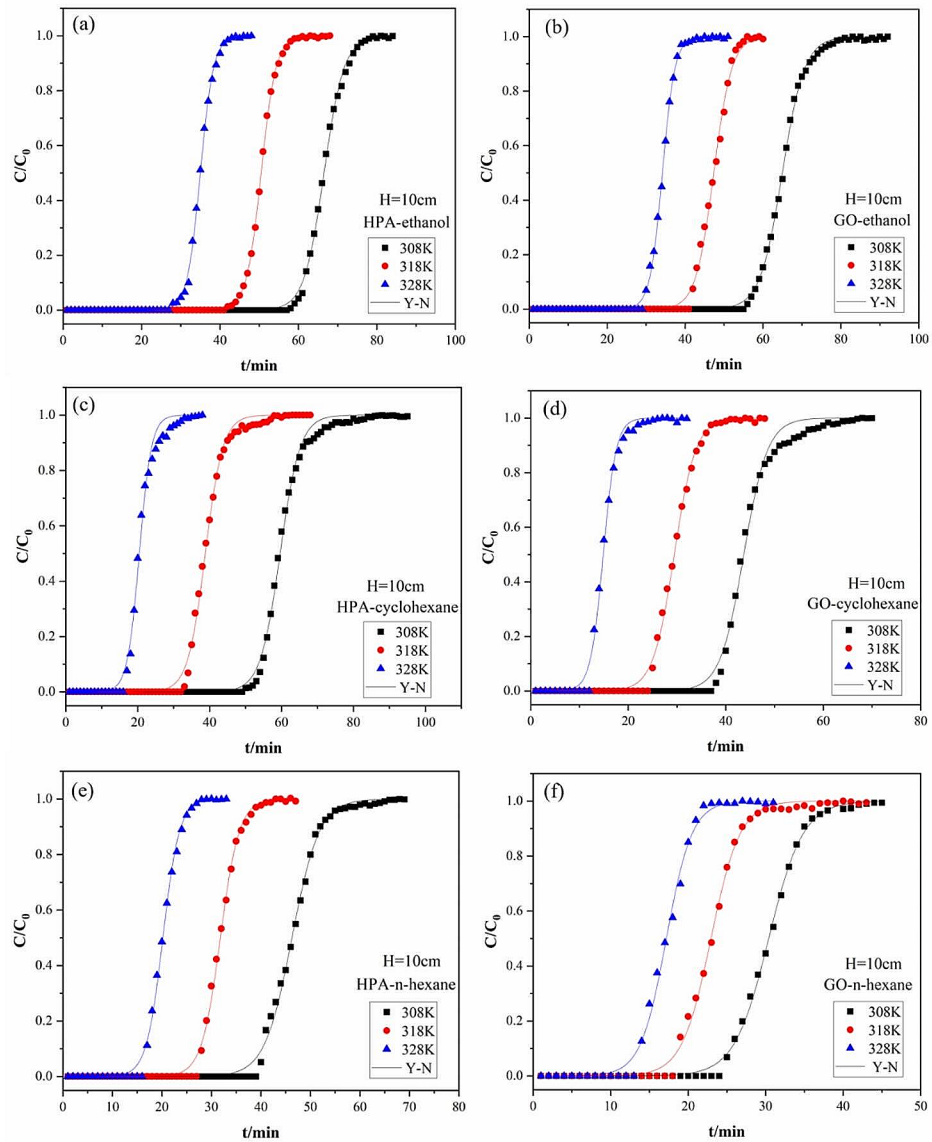 (a)
1.0
0.8
0.6
0.4
0.2
0.0
C/C0
H=10cm
HPA-ethanol
308K
318K
328K
Y-N
0 20 40 60 80 100
t/min
(b)
1.0
0.8
0.6
0.4
0.2
0.0
C/C0
H=10cm
GO-ethanol
308K
318K
328K
Y-N
0 20 40 60 80 100
t/min
(c)
1.0
0.8
0.6
0.4
0.2
0.0
C/C0
H=10cm
HPA-cyclohexane
308K
318K
328K
Y-N
0 20 40 60 80 100
t/min
(d)
1.0
0.8
0.6
0.4
0.2
0.0
C/C0
H=10cm
GO-cyclohexane
308K
318K
328K
Y-N
0 20 40 60 80
t/min
(e)
1.0
0.8
0.6
0.4
0.2
0.0
C/C0
H=10cm
HPA-n-hexane
308K
318K
328K
Y-N
0 10 20 30 40 50 60 70 80
t/min
(f)
1.0
0.8
0.6
0.4
0.2
0.0
C/C0
H=10cm
GO-n-hexane
308K
318K
328K
Y-N
0 10 20 30 40 50
t/min